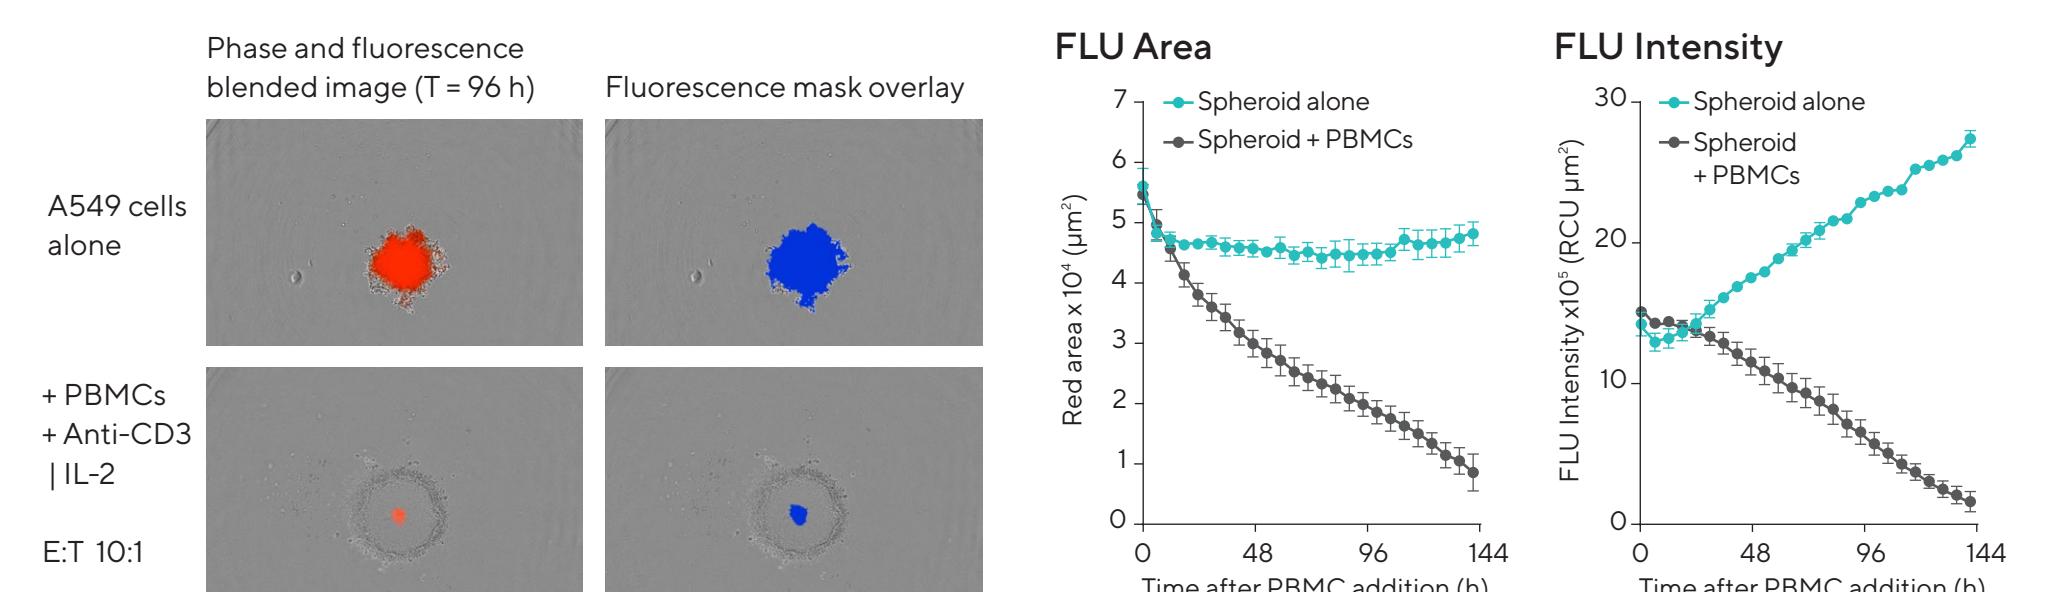 Phase and fluorescence
blended image (T = 96 h)
Fluorescence mask overlay
A549 cells
alone
+ PBMCs
+ Anti-CD3
| IL-2
E:T 10:1
FLU Area
Spheroid alone
Spheroid + PBMCs
Red area x 10⁴ (µm²)
7
6
5
4
3
2
1
0
0 48 96 144
Time after PBMC addition (h)
FLU Intensity
Spheroid alone
Spheroid
+ PBMCs
FLU Intensity x10⁵ (RCU µm²)
30
20
10
0
0 48 96 144
Time after PBMC addition (h)